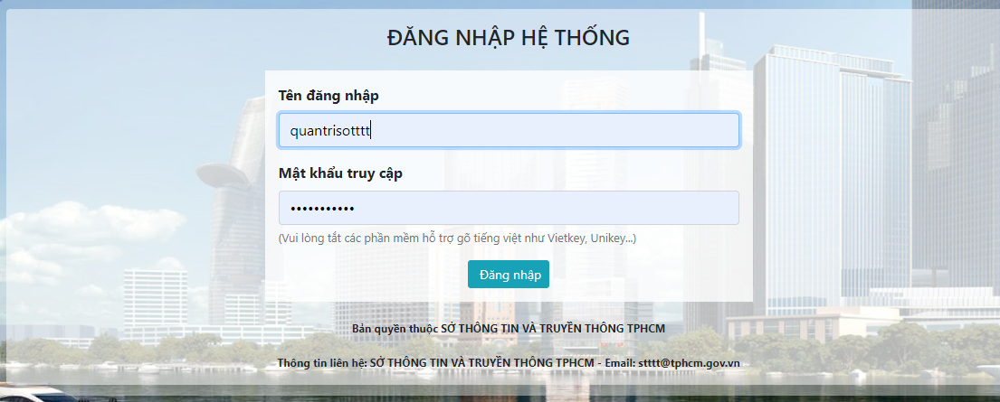 ĐĂNG NHẬP HỆ THỐNG
Tên đăng nhập
quantrisotttt
Mật khẩu truy cập
•••••••••••
(Vui lòng tắt các phần mềm hỗ trợ gõ tiếng việt như Vietkey, Unikey...)
Đăng nhập
Bản quyền thuộc SỞ THÔNG TIN VÀ TRUYỀN THÔNG TPHCM
Thông tin liên hệ: SỞ THÔNG TIN VÀ TRUYỀN THÔNG TPHCM - Email: stttt@tphcm.gov.vn